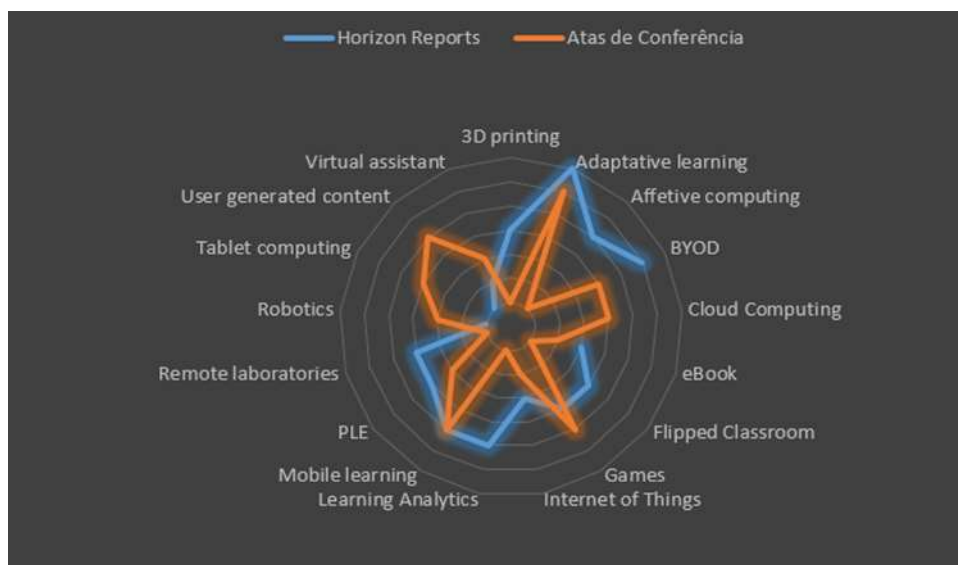 Horizon Reports
Atas de Conferência
3D printing
Adaptative learning
Affetive computing
BYOD
Cloud Computing
eBook
Flipped Classroom
Games
Internet of Things
Learning Analytics
Mobile learning
PLE
Remote laboratories
Robotics
Tablet computing
User generated content
Virtual assistant